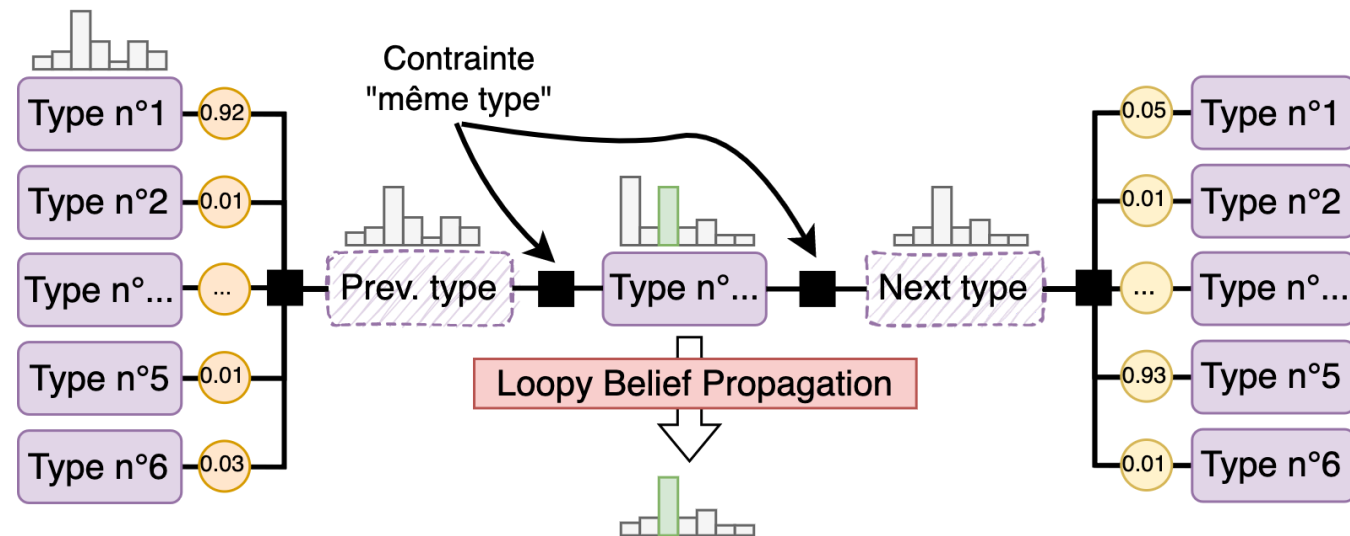 Contrainte
"même type"
Type n°1
0.92
Type n°2
0.01
Type n°...
...
Type n°5
0.01
Type n°6
0.03
Prev. type
Type n°...
Next type
Loopy Belief Propagation
0.05
Type n°1
0.01
Type n°2
...
Type n°...
0.93
Type n°5
0.01
Type n°6